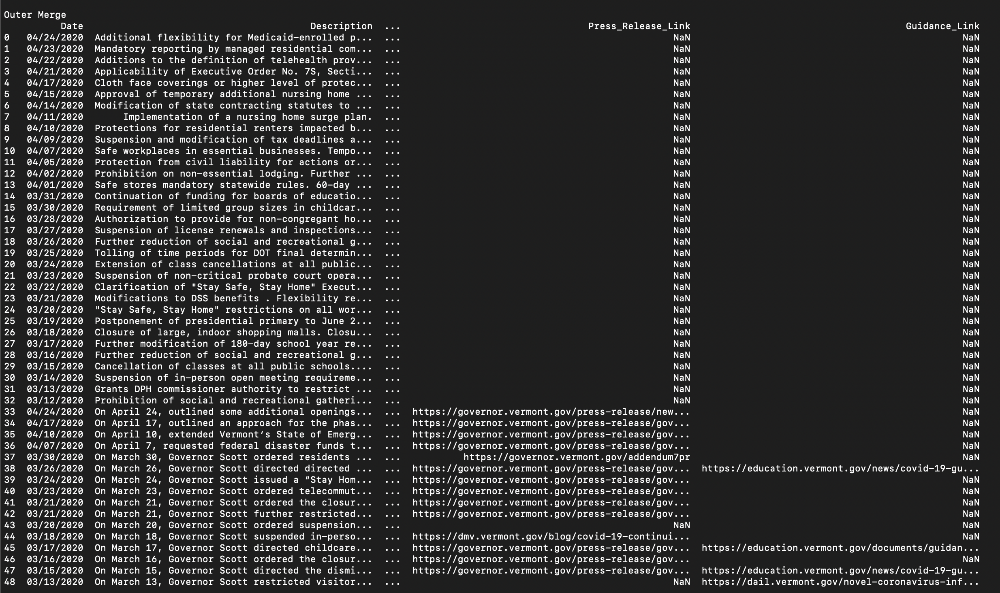 Outer Merge
Date Description ... Press_Release_Link Guidance_Link
0 04/24/2020 Additional flexibility for Medicaid-enrolled p... ... NaN NaN
1 04/23/2020 Mandatory reporting by managed residential com... ... NaN NaN
2 04/22/2020 Additions to the definition of telehealth prov... ... NaN NaN
3 04/21/2020 Applicability of Executive Order No. 7S, Secti... ... NaN NaN
4 04/17/2020 Cloth face coverings or higher level of protec... ... NaN NaN
5 04/15/2020 Approval of temporary additional nursing home ... ... NaN NaN
6 04/14/2020 Modification of state contracting statutes to ... ... NaN NaN
7 04/11/2020 Implementation of a nursing home surge plan. ... NaN NaN
8 04/10/2020 Protections for residential renters impacted b... ... NaN NaN
9 04/09/2020 Suspension and modification of tax deadlines a... ... NaN NaN
10 04/07/2020 Safe workplaces in essential businesses. Tempo... ... NaN NaN
11 04/05/2020 Protection from civil liability for actions or... ... NaN NaN
12 04/02/2020 Prohibition on non-essential lodging. Further ... ... NaN NaN
13 04/01/2020 Safe stores mandatory statewide rules. 60-day ... ... NaN NaN
14 03/31/2020 Continuation of funding for boards of educatio... ... NaN NaN
15 03/30/2020 Requirement of limited group sizes in childcar... ... NaN NaN
16 03/28/2020 Authorization to provide for non-congregant ho... ... NaN NaN
17 03/27/2020 Suspension of license renewals and inspections... ... NaN NaN
18 03/26/2020 Further reduction of social and recreational g... ... NaN NaN
19 03/25/2020 Tolling of time periods for DOT final determin... ... NaN NaN
20 03/24/2020 Extension of class cancellations at all public... ... NaN NaN
21 03/23/2020 Suspension of non-critical probate court opera... ... NaN NaN
22 03/22/2020 Clarification of "Stay Safe, Stay Home" Execut... ... NaN NaN
23 03/21/2020 Modifications to DSS benefits . Flexibility re... ... NaN NaN
24 03/20/2020 "Stay Safe, Stay Home" restrictions on all wor... ... NaN NaN
25 03/19/2020 Postponement of presidential primary to June 2... ... NaN NaN
26 03/18/2020 Closure of large, indoor shopping malls. Closu... ... NaN NaN
27 03/17/2020 Further modification of 180-day school year re... ... NaN NaN
28 03/16/2020 Further reduction of social and recreational g... ... NaN NaN
29 03/15/2020 Cancellation of classes at all public schools.... ... NaN NaN
30 03/14/2020 Suspension of in-person open meeting requireme... ... NaN NaN
31 03/13/2020 Grants DPH commissioner authority to restrict ... ... NaN NaN
32 03/12/2020 Prohibition of social and recreational gatheri... ... NaN NaN
33 04/24/2020 On April 24, outlined some additional openings... ... https://governor.vermont.gov/press-release/new... NaN
34 04/17/2020 On April 17, outlined an approach for the phas... ... https://governor.vermont.gov/press-release/gov... NaN
35 04/10/2020 On April 10, extended Vermont’s State of Emerg... ... https://governor.vermont.gov/press-release/gov... NaN
36 04/07/2020 On April 7, requested federal disaster funds t... ... https://governor.vermont.gov/press-release/gov... NaN
37 03/30/2020 On March 30, Governor Scott ordered residents ... ... https://governor.vermont.gov/addendum7pr NaN
38 03/26/2020 On March 26, Governor Scott directed directed ... ... https://governor.vermont.gov/press-release/gov... https://education.vermont.gov/news/covid-19-gu...
39 03/24/2020 On March 24, Governor Scott issued a “Stay Hom... ... https://governor.vermont.gov/press-release/gov... NaN
40 03/23/2020 On March 23, Governor Scott ordered telecommut... ... https://governor.vermont.gov/press-release/gov... NaN
41 03/21/2020 On March 21, Governor Scott ordered the closur... ... https://governor.vermont.gov/press-release/gov... NaN
42 03/21/2020 On March 21, Governor Scott further restricted... ... https://governor.vermont.gov/press-release/gov... NaN
43 03/20/2020 On March 20, Governor Scott ordered suspension... ... NaN NaN
44 03/18/2020 On March 18, Governor Scott suspended in-perso... ... https://dmv.vermont.gov/blog/covid-19-continui... NaN
45 03/17/2020 On March 17, Governor Scott directed childcare... ... https://governor.vermont.gov/press-release/gov... https://education.vermont.gov/documents/guidan...
46 03/16/2020 On March 16, Governor Scott ordered the closur... ... https://governor.vermont.gov/press-release/gov... NaN
47 03/15/2020 On March 15, Governor Scott directed the dismi... ... https://governor.vermont.gov/press-release/gov... https://education.vermont.gov/news/covid-19-gu...
48 03/13/2020 On March 13, Governor Scott restricted visitor... ... NaN https://dail.vermont.gov/novel-coronavirus-inf...